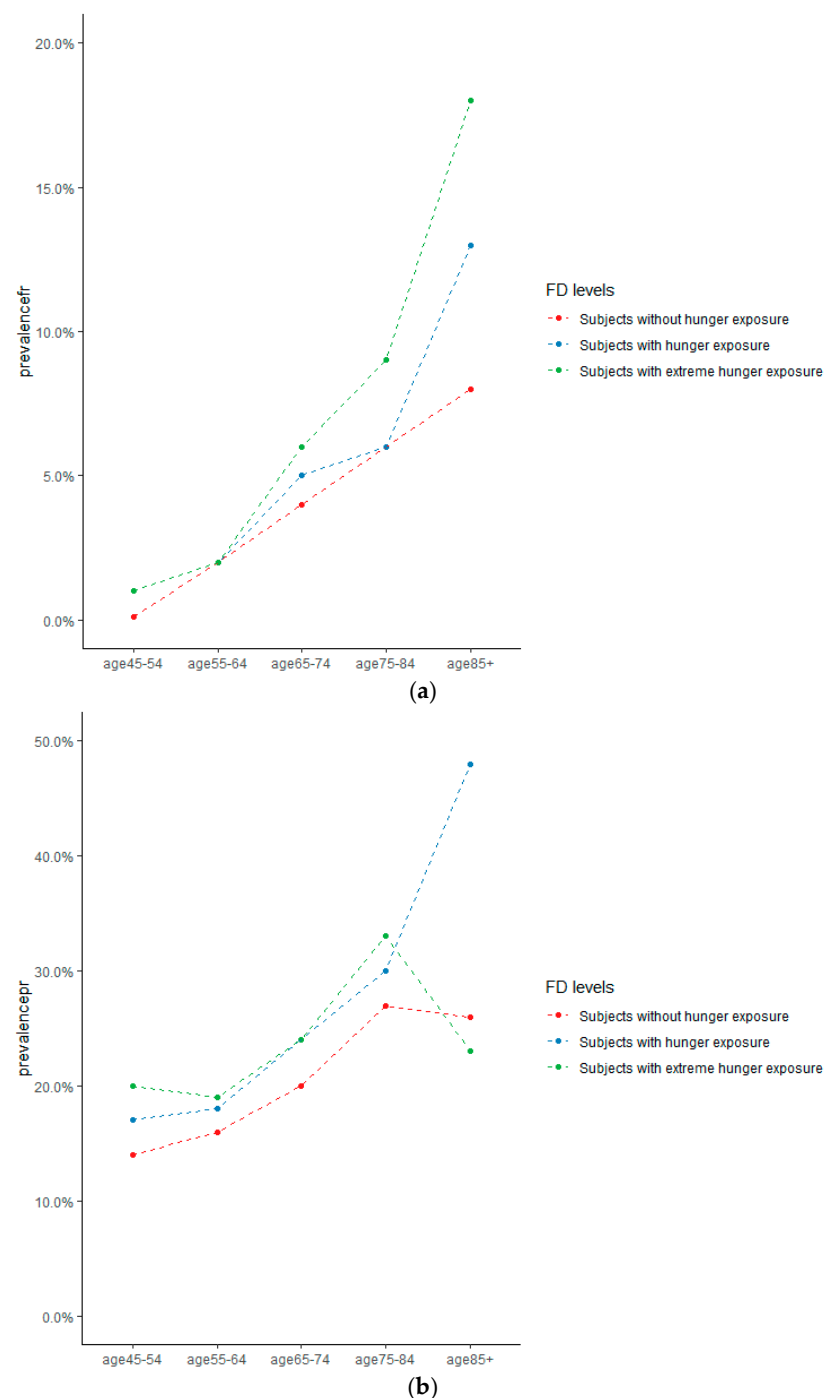 20.0%
15.0%
10.0%
5.0%
0.0%
prevalencefr
age45-54 age55-64 age65-74 age75-84 age85+
FD levels
Subjects without hunger exposure
Subjects with hunger exposure
Subjects with extreme hunger exposure
(a)
50.0%
40.0%
30.0%
20.0%
10.0%
0.0%
prevalencepr
age45-54 age55-64 age65-74 age75-84 age85+
FD levels
Subjects without hunger exposure
Subjects with hunger exposure
Subjects with extreme hunger exposure
(b)